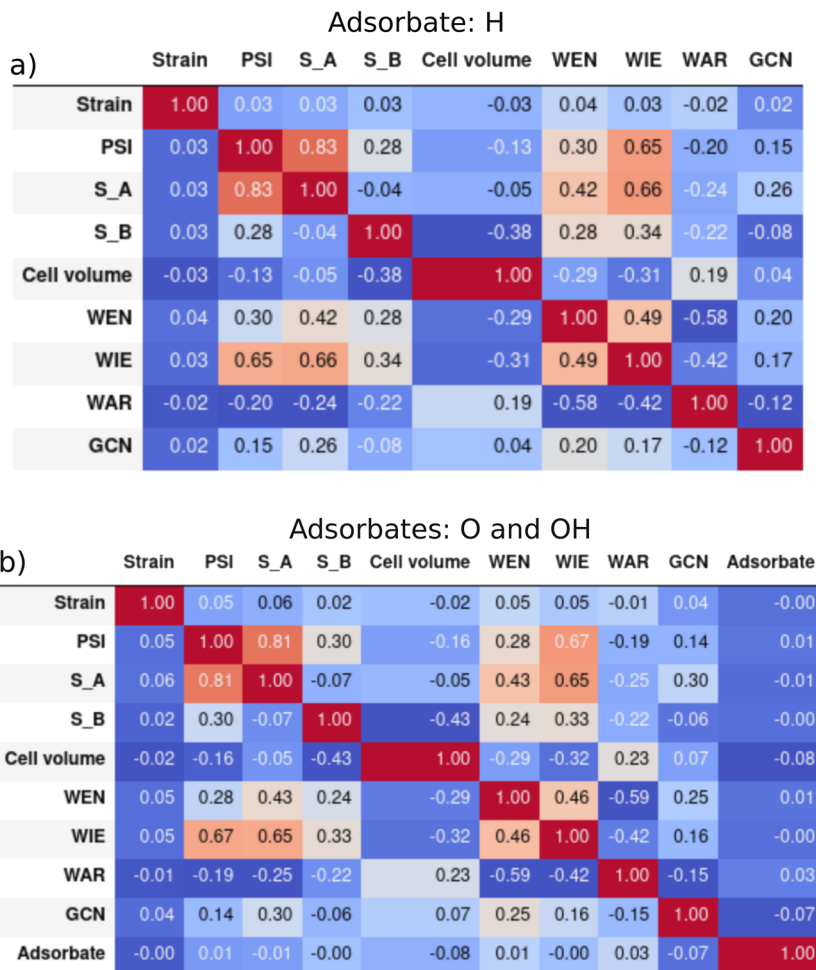 Adsorbate: H
a)
Strain PSI S_A S_B Cell volume WEN WIE WAR GCN
Strain 1.00 0.03 0.03 0.03 -0.03 0.04 0.03 -0.02 0.02
PSI 0.03 1.00 0.83 0.28 -0.13 0.30 0.65 -0.20 0.15
S_A 0.03 0.83 1.00 -0.04 -0.05 0.42 0.66 -0.24 0.26
S_B 0.03 0.28 -0.04 1.00 -0.38 0.28 0.34 -0.22 -0.08
Cell volume -0.03 -0.13 -0.05 -0.38 1.00 -0.29 -0.31 0.19 0.04
WEN 0.04 0.30 0.42 0.28 -0.29 1.00 0.49 -0.58 0.20
WIE 0.03 0.65 0.66 0.34 -0.31 0.49 1.00 -0.42 0.17
WAR -0.02 -0.20 -0.24 -0.22 0.19 -0.58 -0.42 1.00 -0.12
GCN 0.02 0.15 0.26 -0.08 0.04 0.20 0.17 -0.12 1.00
Adsorbates: O and OH
b)
Strain PSI S_A S_B Cell volume WEN WIE WAR GCN Adsorbate
Strain 1.00 0.05 0.06 0.02 -0.02 0.05 0.05 -0.01 0.04 -0.00
PSI 0.05 1.00 0.81 0.30 -0.16 0.28 0.67 -0.19 0.14 0.01
S_A 0.06 0.81 1.00 -0.07 -0.05 0.43 0.65 -0.25 0.30 -0.01
S_B 0.02 0.30 -0.07 1.00 -0.43 0.24 0.33 -0.22 -0.06 -0.00
Cell volume -0.02 -0.16 -0.05 -0.43 1.00 -0.29 -0.32 0.23 0.07 -0.08
WEN 0.05 0.28 0.43 0.24 -0.29 1.00 0.46 -0.59 0.25 0.01
WIE 0.05 0.67 0.65 0.33 -0.32 0.46 1.00 -0.42 0.16 -0.00
WAR -0.01 -0.19 -0.25 -0.22 0.23 -0.59 -0.42 1.00 -0.15 0.03
GCN 0.04 0.14 0.30 -0.06 0.07 0.25 0.16 -0.15 1.00 -0.07
Adsorbate -0.00 0.01 -0.01 -0.00 -0.08 0.01 -0.00 0.03 -0.07 1.00